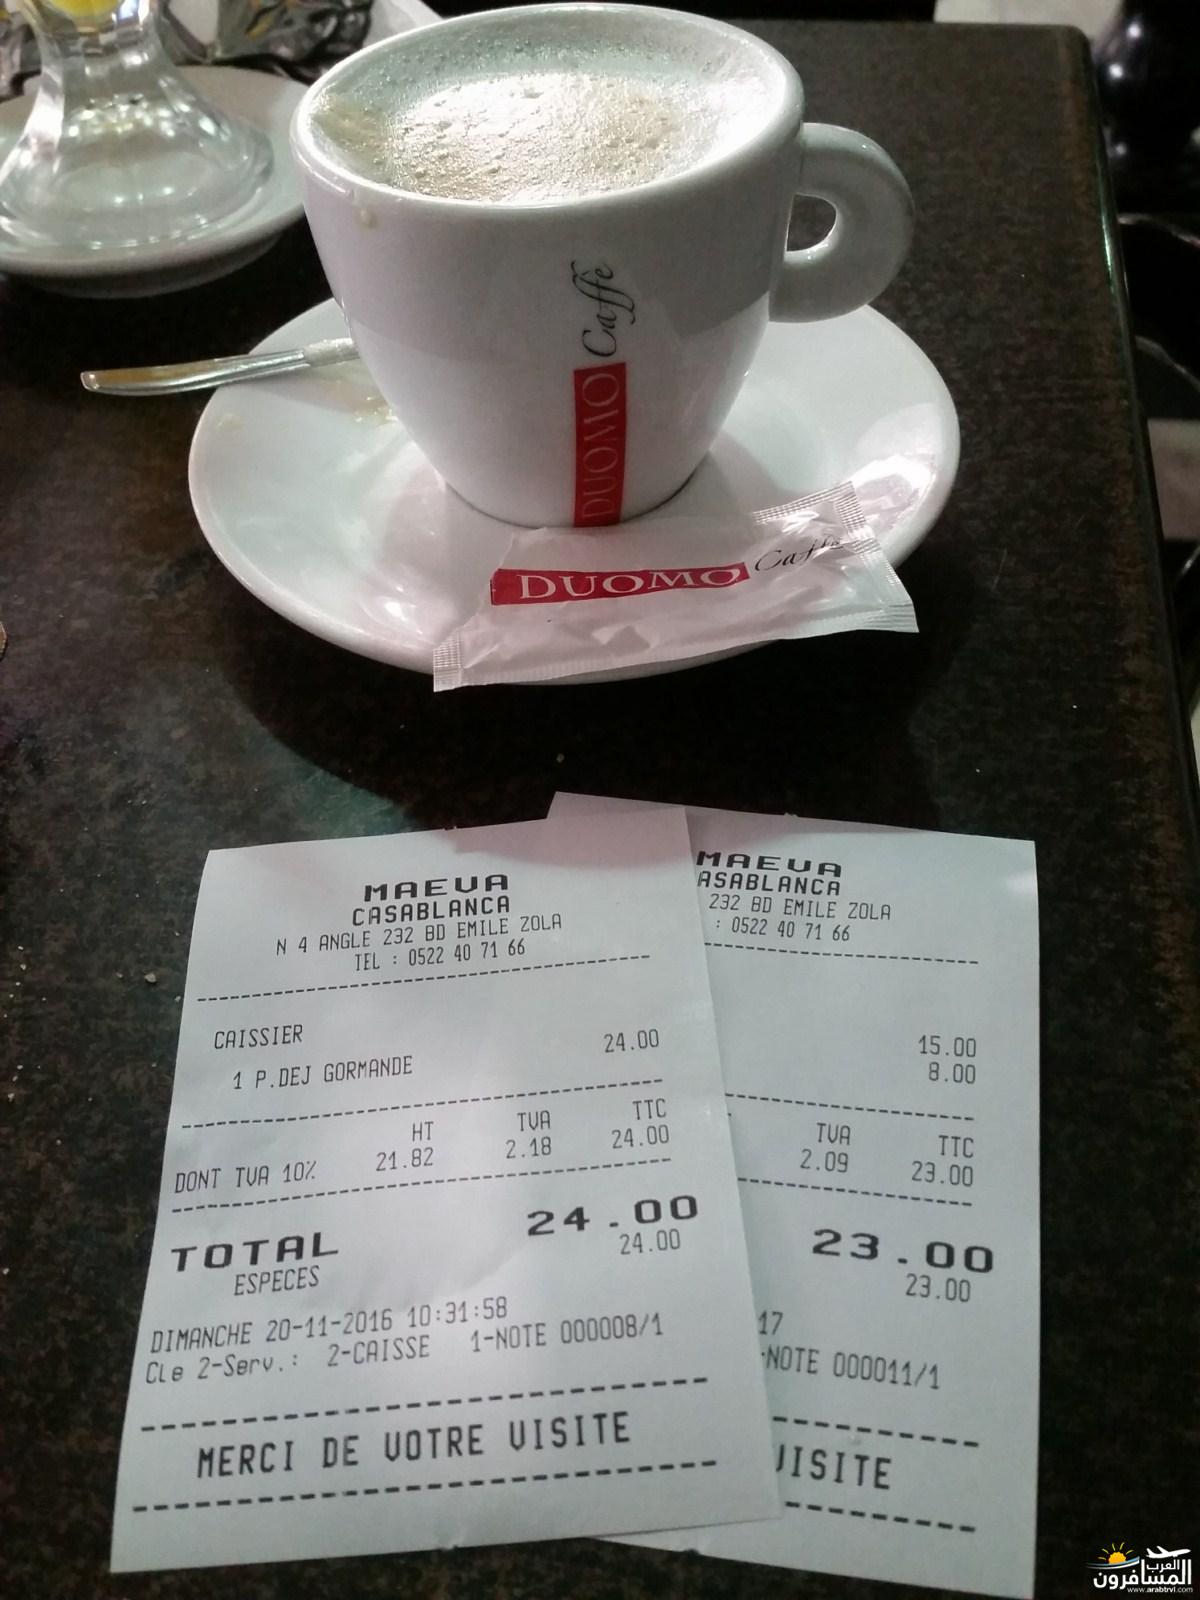 DUOMO Caffè
DUOMO Caffè
MAEVA
CASABLANCA
N 4 ANGLE 232 BD EMILE ZOLA
TEL : 0522 40 71 66
CAISSIER
1 P.DEJ GORMANDE 24.00
HT TVA TTC
DONT TVA 10% 21.82 2.18 24.00
TOTAL 24.00
ESPECES 24.00
DIMANCHE 20-11-2016 10:31:58
Cle 2-Serv.: 2-CAISSE 1-NOTE 000008/1
MERCI DE VOTRE VISITE
MAEVA
ASABLANCA
232 BD EMILE ZOLA
: 0522 40 71 66
15.00
8.00
TVA TTC
2.09 23.00
23.00
23.00
17
-NOTE 000011/1
VISITE
العرب
المسافرون
www.arabtrvl.com